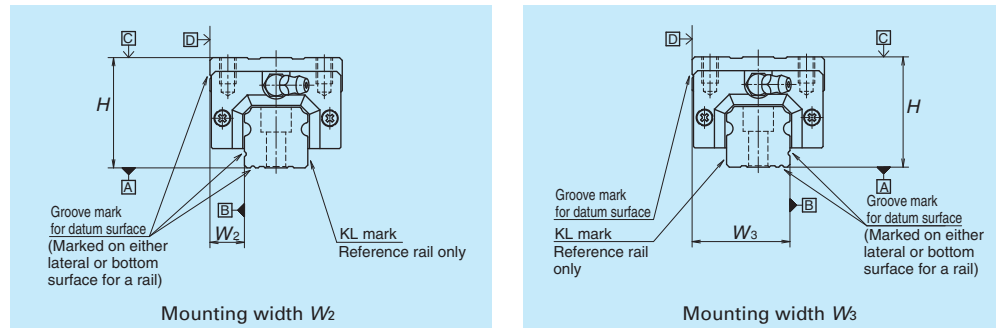 D
C
H
A
Groove mark
for datum surface
(Marked on either
lateral or bottom
surface for a rail)
B
W2
KL mark
Reference rail only
Mounting width W2
D
C
H
A
Groove mark
for datum surface
KL mark
Reference rail
only
B
W3
Groove mark
for datum surface
(Marked on either
lateral or bottom
surface for a rail)
Mounting width W3